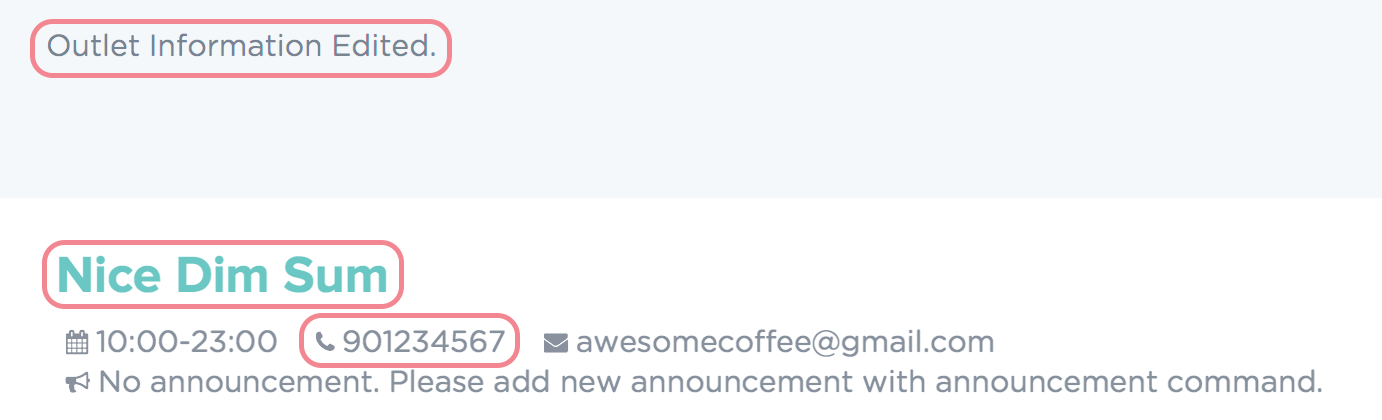 Outlet Information Edited.
Nice Dim Sum
10:00-23:00 901234567 awesomecoffee@gmail.com
No announcement. Please add new announcement with announcement command.